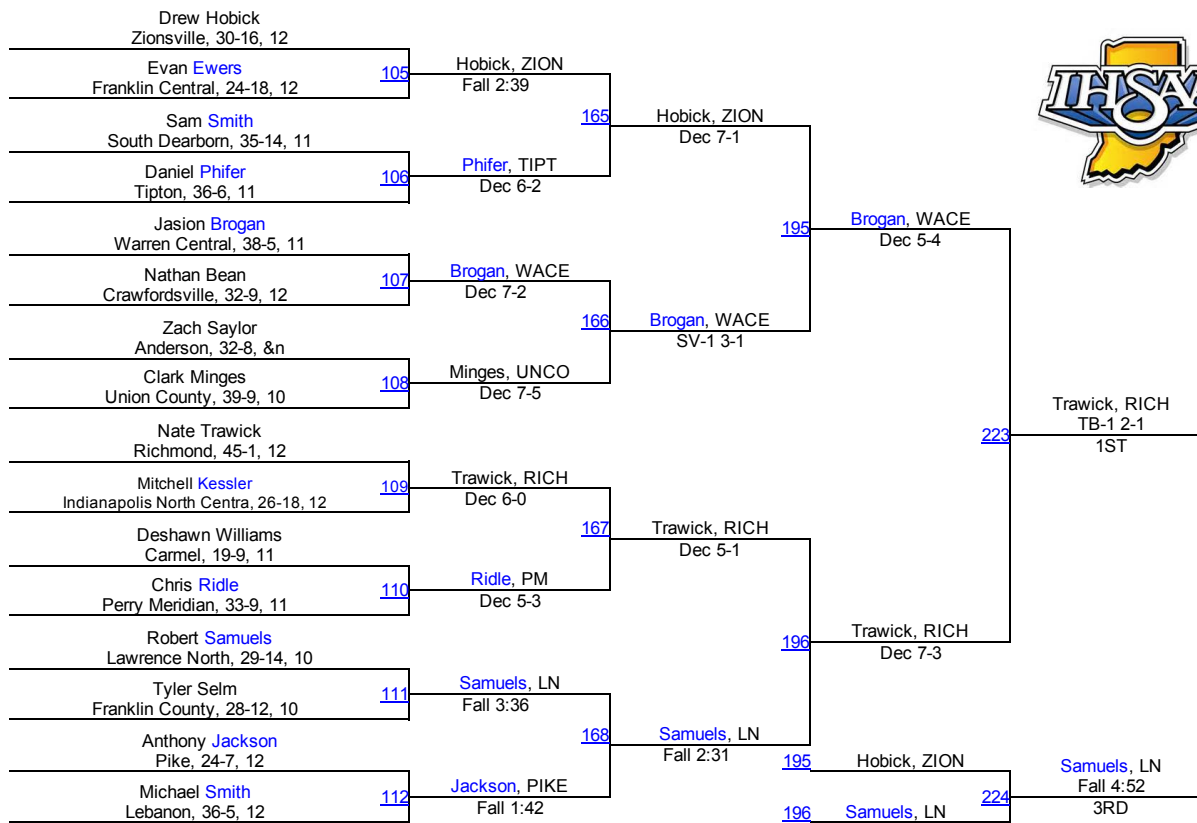 Drew Hobick
Zionsville, 30-16, 12
Evan Ewers
Franklin Central, 24-18, 12
105
Hobick, ZION
Fall 2:39
Sam Smith
South Dearborn, 35-14, 11
Daniel Phifer
Tipton, 36-6, 11
106
Phifer, TIPT
Dec 6-2
165
Hobick, ZION
Dec 7-1
Jasion Brogan
Warren Central, 38-5, 11
Nathan Bean
Crawfordsville, 32-9, 12
107
Brogan, WACE
Dec 7-2
Zach Saylor
Anderson, 32-8, &n
Clark Minges
Union County, 39-9, 10
108
Minges, UNCO
Dec 7-5
166
Brogan, WACE
SV-1 3-1
195
Brogan, WACE
Dec 5-4
Nate Trawick
Richmond, 45-1, 12
Mitchell Kessler
Indianapolis North Centra, 26-18, 12
109
Trawick, RICH
Dec 6-0
Deshawn Williams
Carmel, 19-9, 11
Chris Ridle
Perry Meridian, 33-9, 11
110
Ridle, PM
Dec 5-3
167
Trawick, RICH
Dec 5-1
Robert Samuels
Lawrence North, 29-14, 10
Tyler Selm
Franklin County, 28-12, 10
111
Samuels, LN
Fall 3:36
Anthony Jackson
Pike, 24-7, 12
Michael Smith
Lebanon, 36-5, 12
112
Jackson, PIKE
Fall 1:42
168
Samuels, LN
Fall 2:31
196
Trawick, RICH
Dec 7-3
223
Trawick, RICH
TB-1 2-1
1ST
195
Hobick, ZION
196
Samuels, LN
224
Samuels, LN
Fall 4:52
3RD
IHSAA